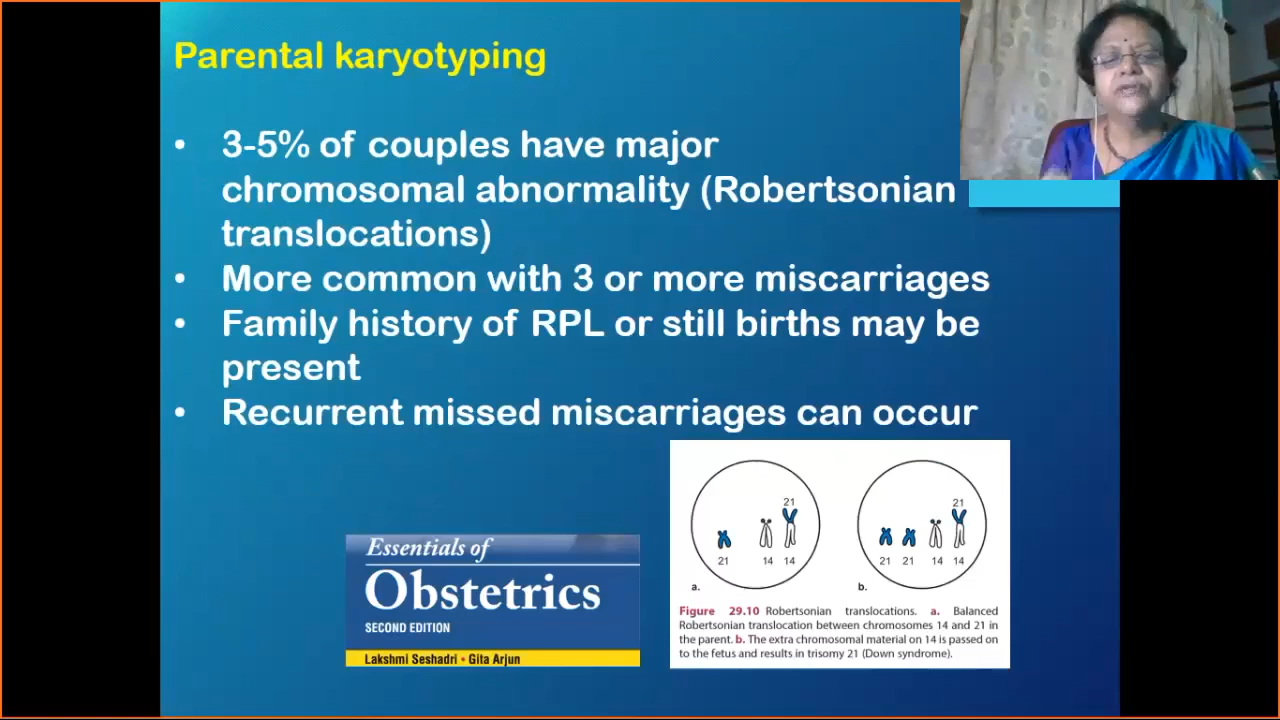 Parental karyotyping
• 3-5% of couples have major
chromosomal abnormality (Robertsonian
translocations)
• More common with 3 or more miscarriages
• Family history of RPL or still births may be
present
• Recurrent missed miscarriages can occur
Essentials of
Obstetrics
SECOND EDITION
Lakshmi Seshadri • Gita Arjun
21
21 14 14
a.
21
21 21 14 14
b.
Figure 29.10 Robertsonian translocations. a. Balanced
Robertsonian translocation between chromosomes 14 and 21 in
the parent. b. The extra chromosomal material on 14 is passed on
to the fetus and results in trisomy 21 (Down syndrome).